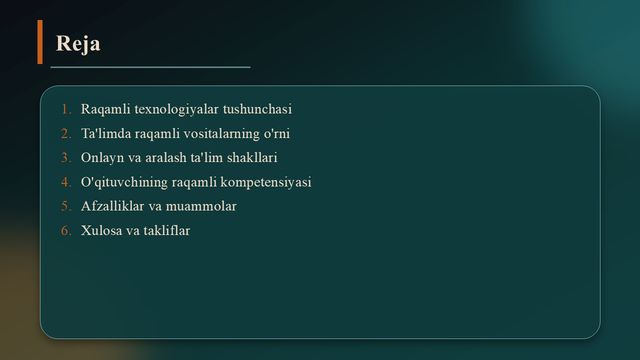 Reja
1. Raqamli texnologiyalar tushunchasi
2. Ta'limda raqamli vositalarning o'rni
3. Onlayn va aralash ta'lim shakllari
4. O'qituvchining raqamli kompetensiyasi
5. Afzalliklar va muammolar
6. Xulosa va takliflar